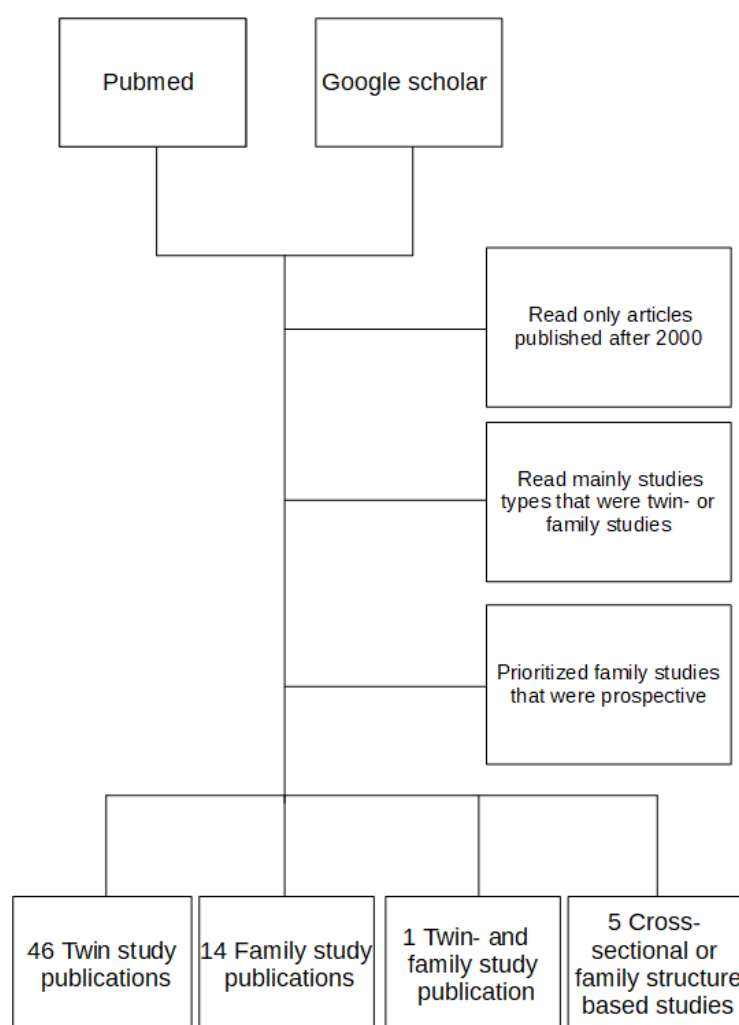 Pubmed
Google scholar
Read only articles
published after 2000
Read mainly studies
types that were twin- or
family studies
Prioritized family studies
that were prospective
46 Twin study
publications
14 Family study
publications
1 Twin- and
family study
publication
5 Cross-
sectional or
family structure
based studies